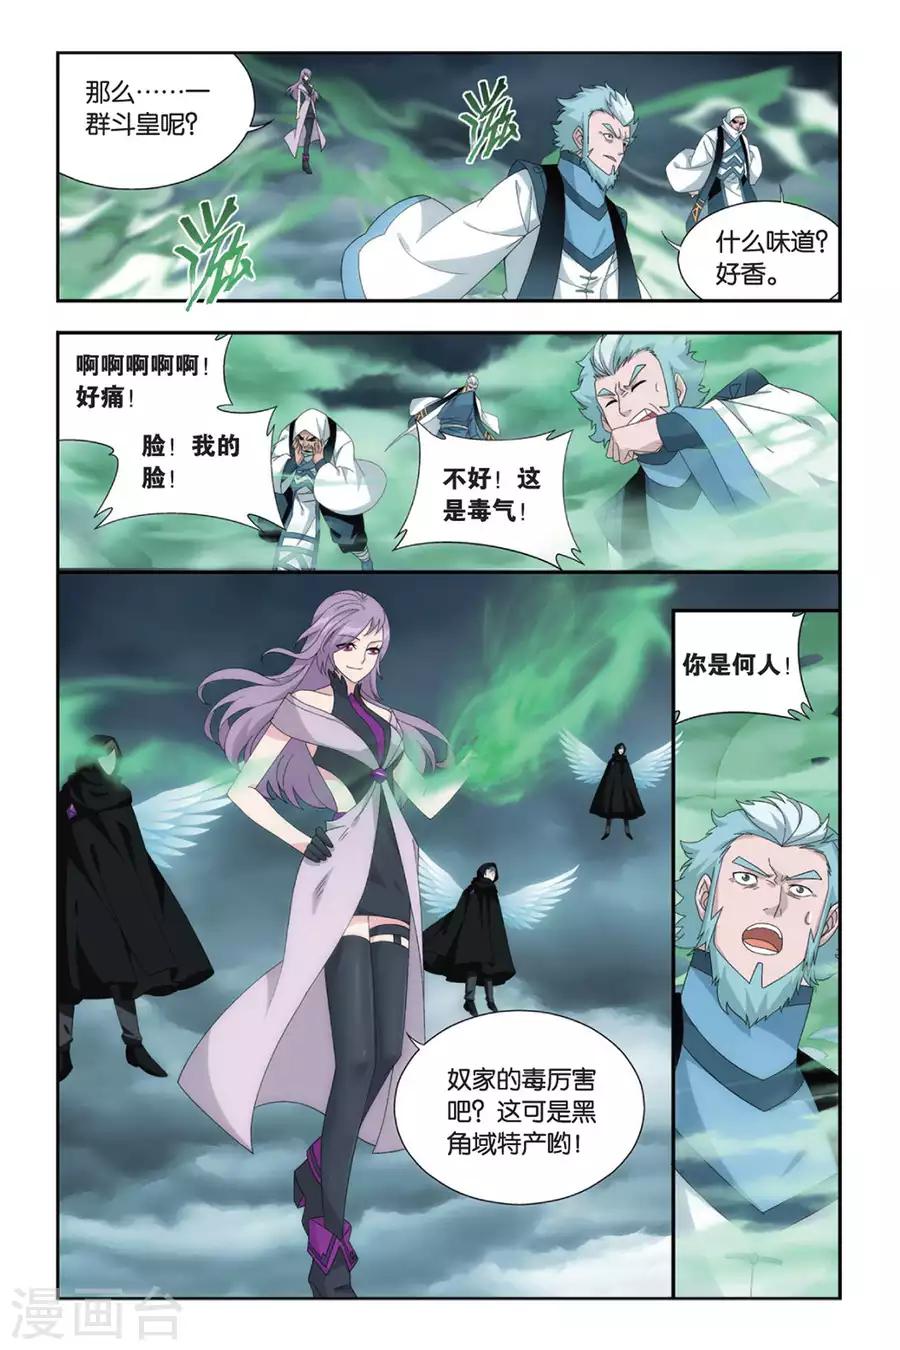 那么……一
群斗皇呢？
滋
滋
什么味道？
好香。
啊啊啊啊啊！
好痛！
脸！我的
脸！
不好！这
是毒气！
你是何人！
奴家的毒厉害
吧？这可是黑
角域特产哟！
漫画台